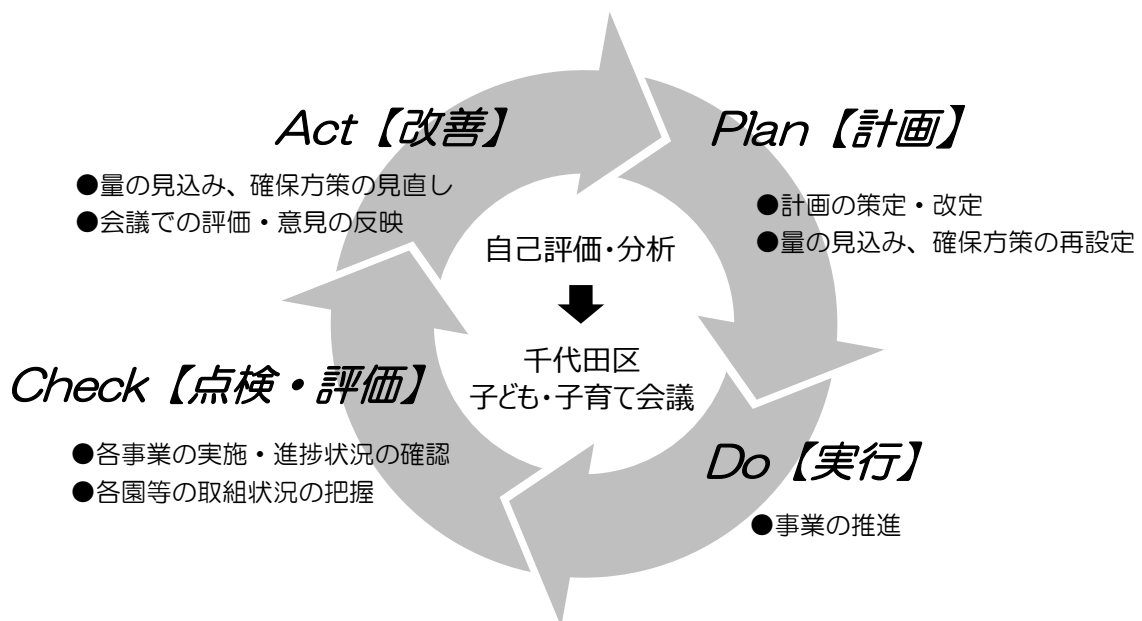 Act【改善】
●量の見込み、確保方策の見直し
●会議での評価・意見の反映
Plan【計画】
●計画の策定・改定
●量の見込み、確保方策の再設定
自己評価・分析
千代田区
子ども・子育て会議
Check【点検・評価】
●各事業の実施・進捗状況の確認
●各園等の取組状況の把握
Do【実行】
●事業の推進